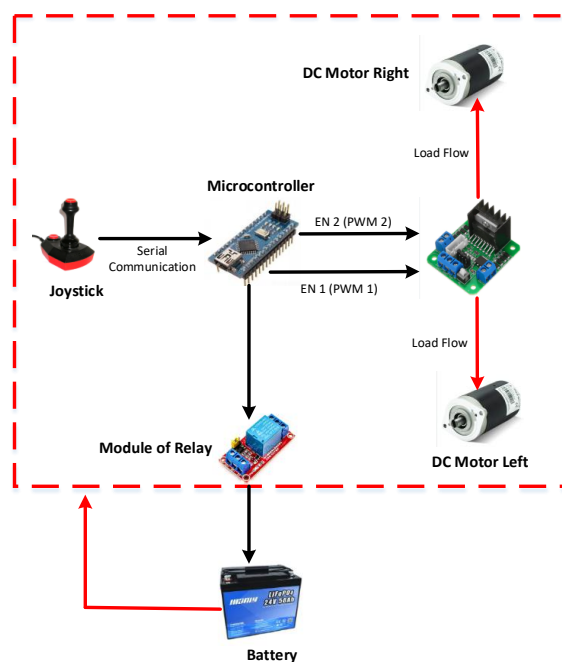 DC Motor Right
Load Flow
Microcontroller
EN 2 (PWM 2)
Serial
Communication
Joystick
EN 1 (PWM 1)
Load Flow
Module of Relay
DC Motor Left
LiFePO4
24V 50Ah
Battery